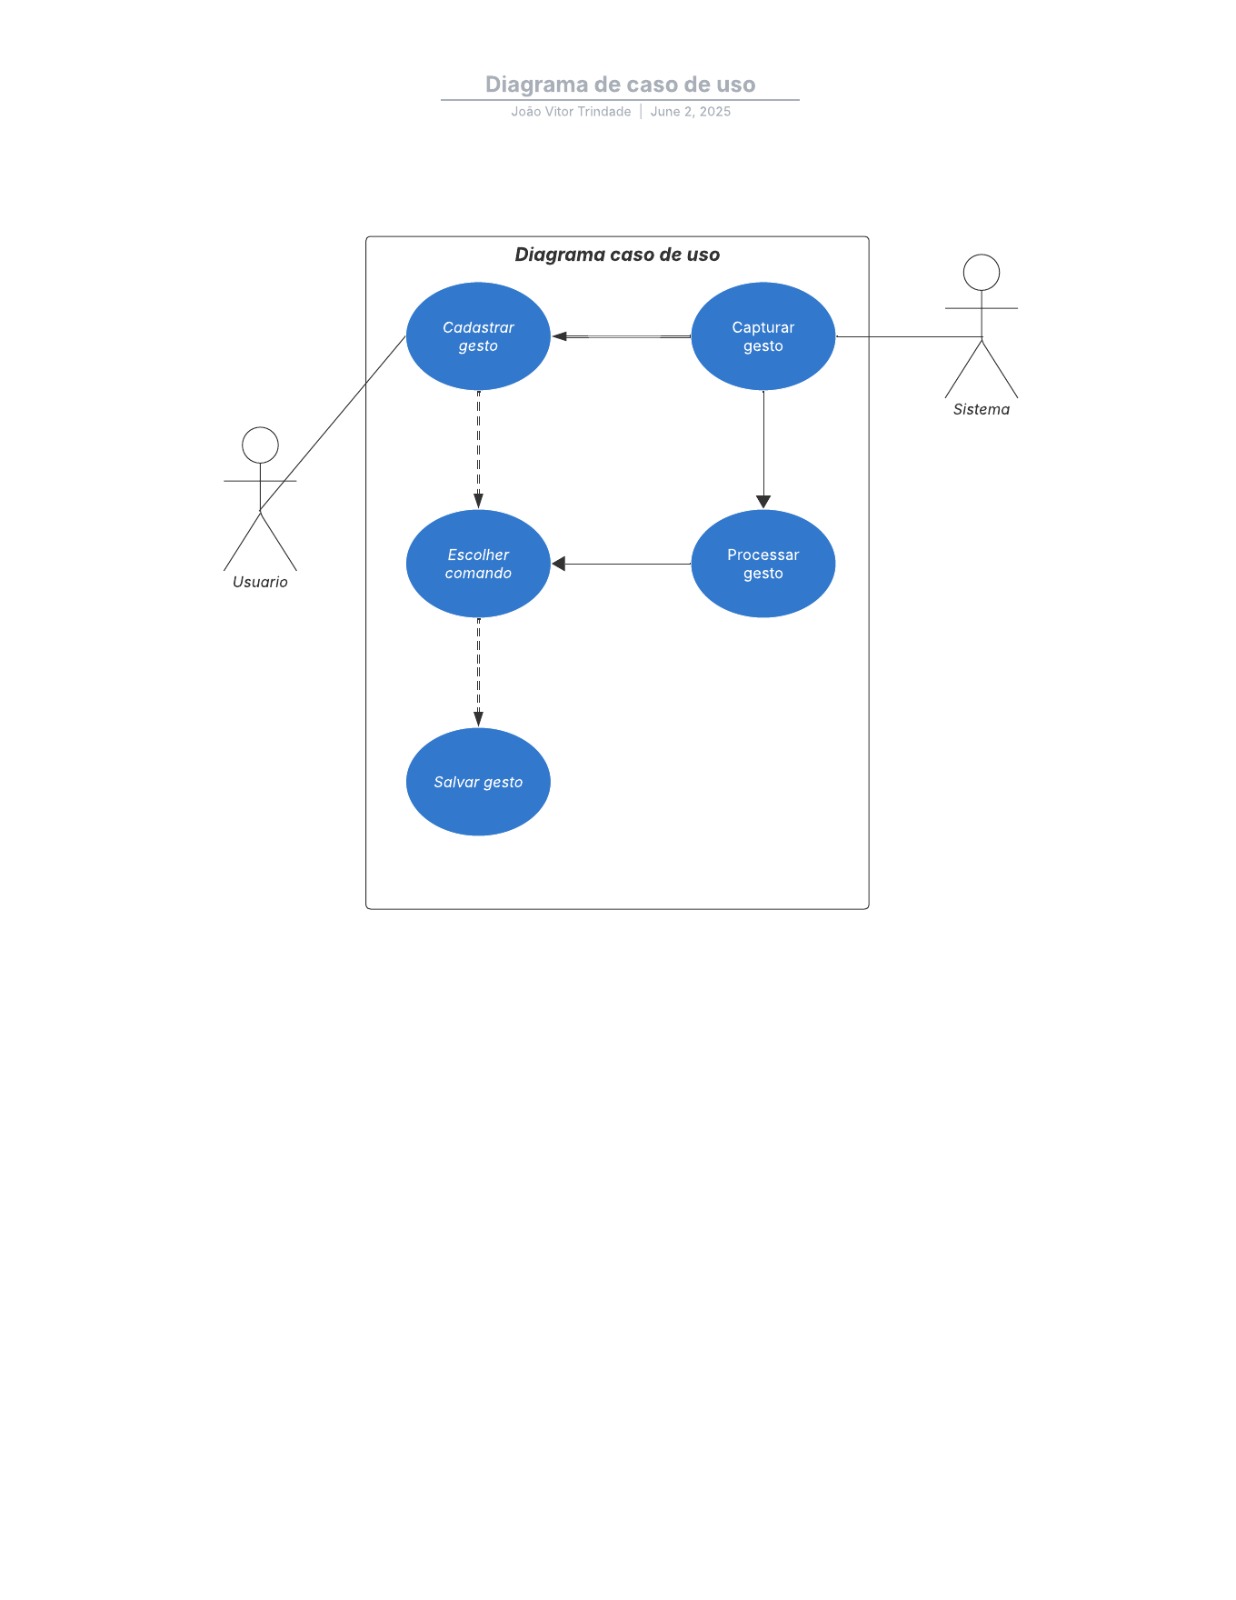 Diagrama de caso de uso
João Vitor Trindade | June 2, 2025
Diagrama caso de uso
Cadastrar
gesto
Capturar
gesto
Sistema
Escolher
comando
Processar
gesto
Usuario
Salvar gesto